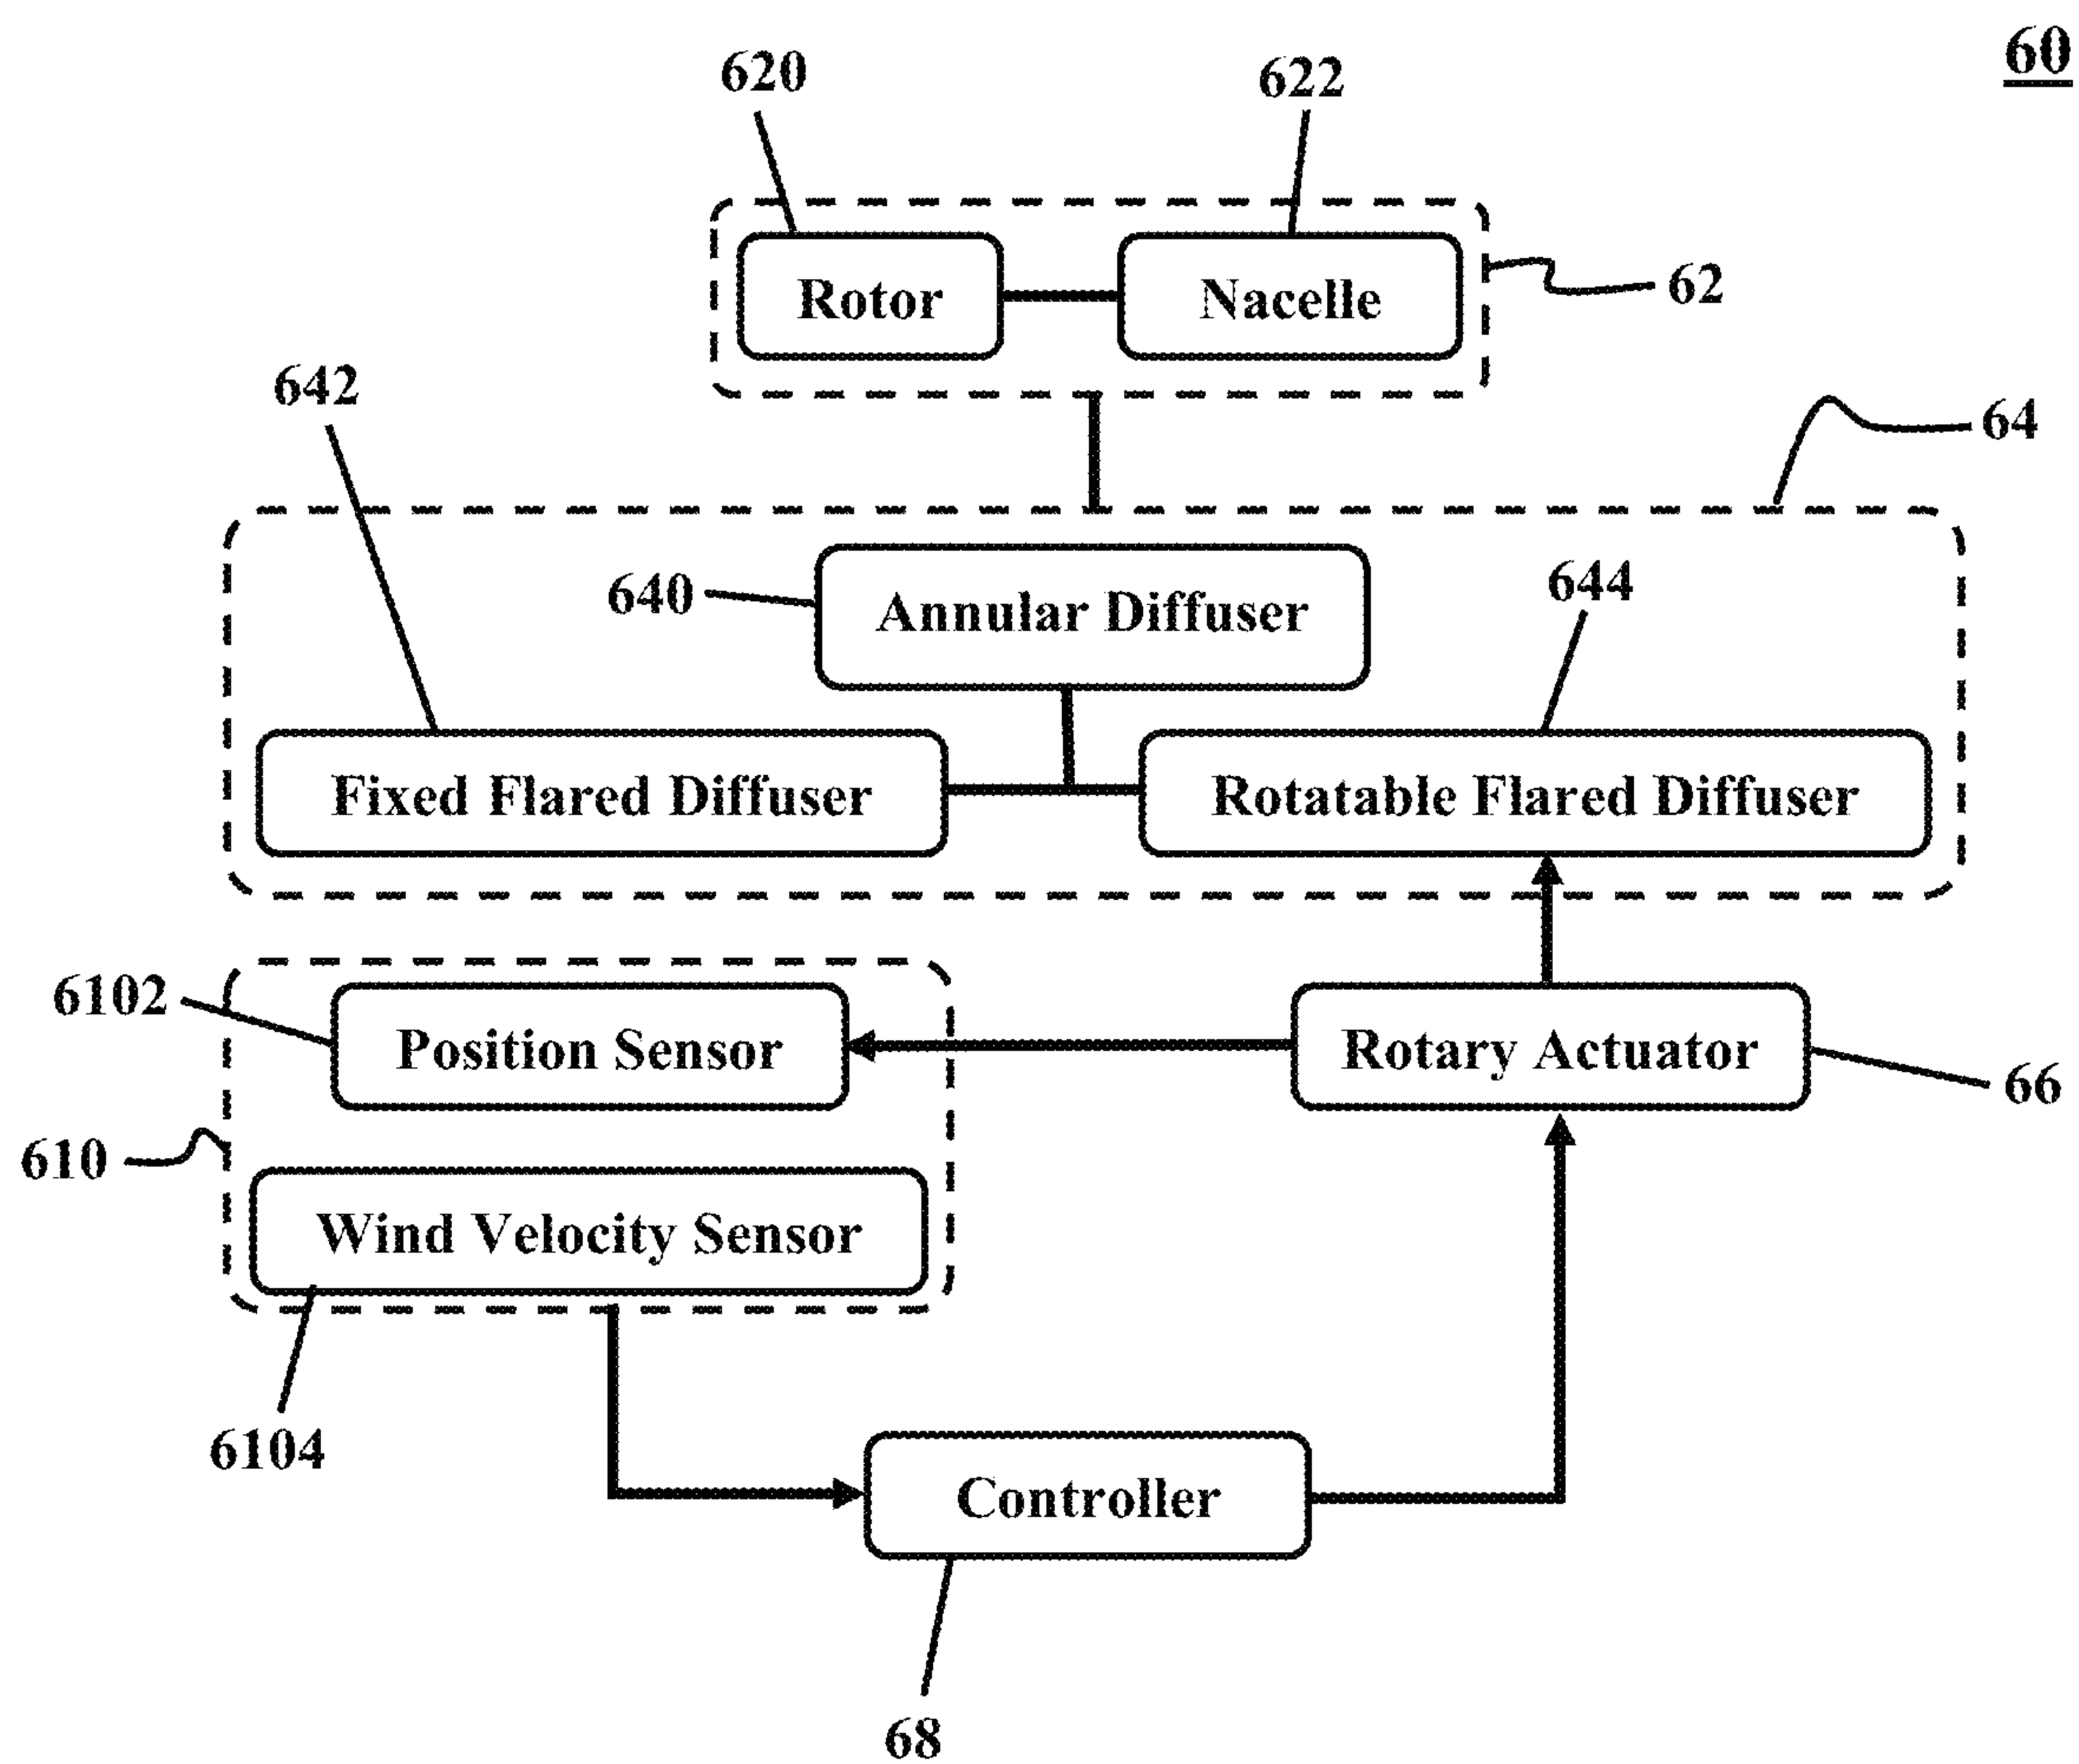 60
620
622
Rotor
Nacelle
62
642
64
640
Annular Diffuser
644
Fixed Flared Diffuser
Rotatable Flared Diffuser
6102
Position Sensor
Rotary Actuator
66
610
Wind Velocity Sensor
6104
Controller
68